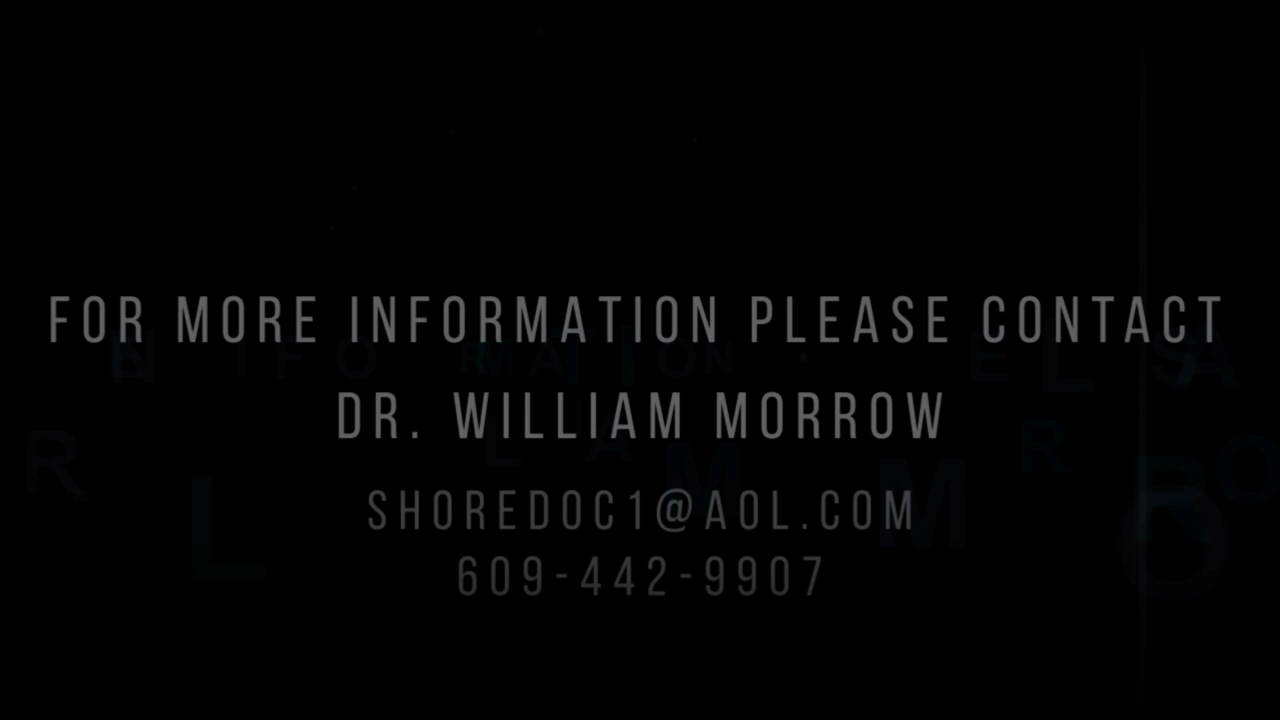 FOR MORE INFORMATION PLEASE CONTACT
DR. WILLIAM MORROW
SHOREDOC1@AOL.COM
609-442-9907